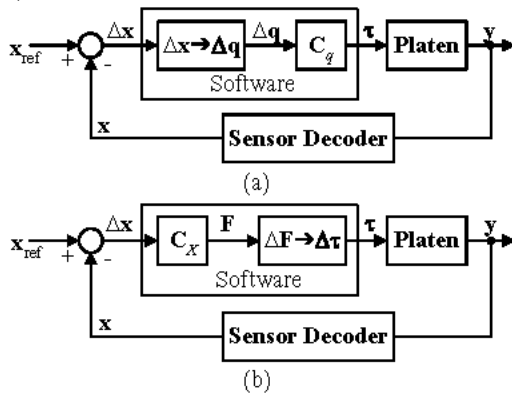 Δx Δq τ y
x_ref + - Δx→Δq C_q Platen
Software
x Sensor Decoder
(a)
Δx F τ y
x_ref + - C_X ΔF→Δτ Platen
Software
x Sensor Decoder
(b)